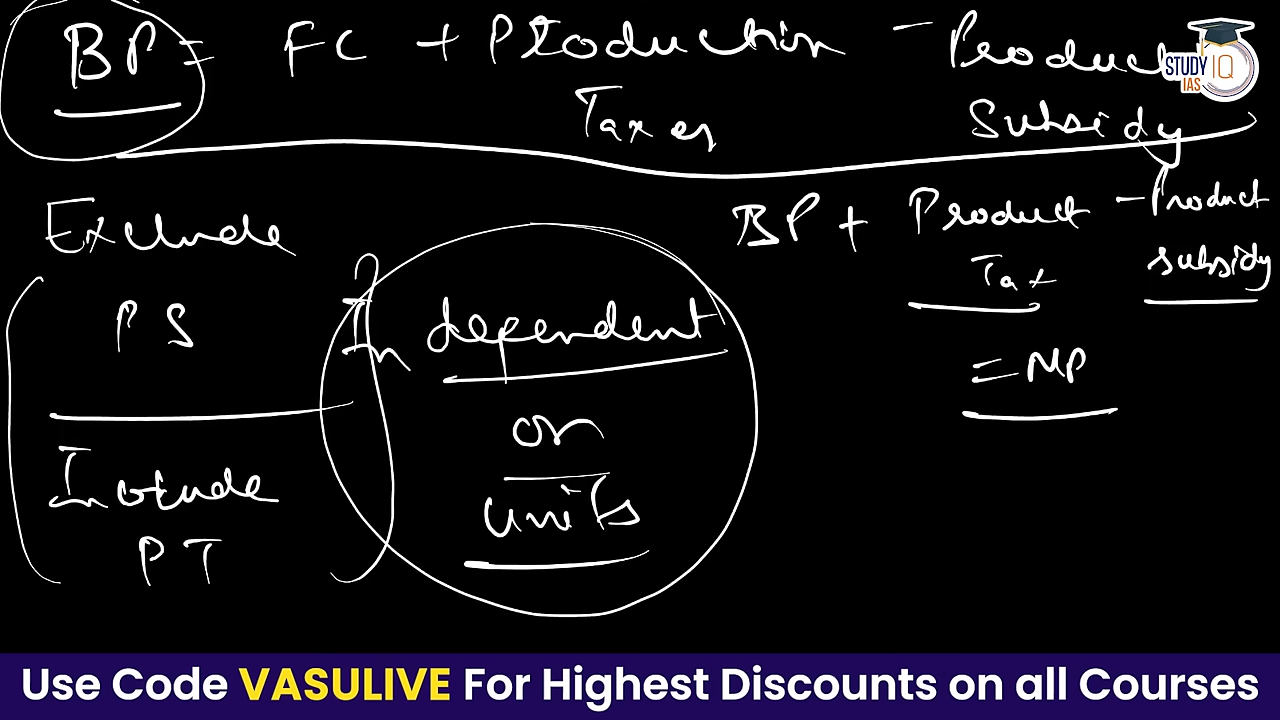 BP = FC + Production - Product
Taxes Subsidy
STUDY IQ
IAS
Exclude
PS
Include
PT
Independent
on
units
BP + Product - Product
Tax subsidy
= MP
Use Code VASULIVE For Highest Discounts on all Courses